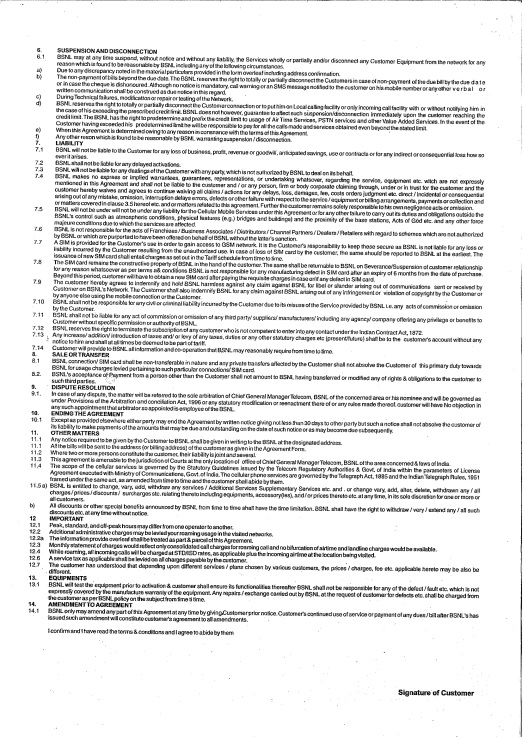 6. SUSPENSION AND DISCONNECTION
6.1 BSNL may at any time suspend, without notice and without any liability, the Services wholly or partially and/or disconnect any Customer Equipment from the network for any
reason which is found to be reasonable by BSNL including any of the following circumstances.
a) Due to any discrepancy noted in the material particulars provided in the form overleaf including address confirmation.
b) The non-payment of bills beyond the due date. The BSNL reserves the right to totally or partially disconnect the Customers in case of non-payment of the due bill by the due date
or in case the cheque is dishonoured. Although no notice is mandatory, call warning or an SMS message notified to the customer on his mobile number or any other verbal or
written communication shall be construed as due notice in this regard.
c) During Technical failures, modification or repair or testing of the Network.
d) BSNL reserves the right to totally or partially disconnect the Customer connection or to put him on Local calling facility or only incoming call facility with or without notifying him in
the case of his exceeding the prescribed credit limit. BSNL does not however, guarantee to affect such suspension/disconnection immediately upon the customer reaching the
credit limit. The BSNL has the right to predetermine and prefix the credit limit to usage of Air Time Services, PSTN services and other Value Added Services. In the event of the
Customer having exceeded his predetermined limit he will be responsible to pay for all the calls made and services obtained even beyond the stated limit.
e) When this Agreement is determined owing to any reason in consonance with the terms of this Agreement.
f) Any other reason which is found to be reasonable by BSNL warranting suspension / disconnection.
7. LIABILITY
7.1 BSNL will not be liable to the Customer for any loss of business, profit, revenue or goodwill, anticipated savings, use or contracts or for any indirect or consequential loss how so
ever it arises.
7.2 BSNL shall not be liable for any delayed activations.
7.3 BSNL will not be liable for any dealings of the Customer with any party, which is not authorized by BSNL to deal on its behalf.
7.4 BSNL makes no express or implied warranties, guarantees, representations, or undertaking whatsoever, regarding the service, equipment etc. which are not expressly
mentioned in this Agreement and shall not be liable to the customer and / or any person, firm or body corporate claiming through, under or in trust for the customer and the
customer hereby waives and agrees to continue waiving all claims / actions for any delays, loss, damages, fee, costs orders judgment etc. direct / incidental or consequential
arising out of any mistake, omission, interruption delays errors, defects or other failure with respect to the service / equipment or billing arrangements, payments or collection and
or matters covered in clause 3.5 hereof etc. and or matters related to this agreement. Further the customer remains solely responsible to his own negligence acts or omission.
7.5 BSNL will not be under will not be under any liability for the Cellular Mobile Services under this Agreement or for any other failure to carry out its duties and obligations outside the
BSNL's control such as atmospheric conditions, physical features (e.g.) bridges and buildings) and the proximity of the base stations, Acts of God etc. and any other force
majure conditions due to which the services are affected.
7.6 BSNL is not responsible for the acts of Franchisees / Business Associates / Distributors / Channel Partners / Dealers / Retailers with regard to schemes which are not authorized
by BSNL or which are purported to have been offered on behalf of BSNL without the latter's sanction.
7.7 A SIM is provided for the Customer's use in order to gain access to GSM network. It is the Customer's responsibility to keep those secure as BSNL is not liable for any loss or
liability incurred by the Customer resulting from the unauthorized use. In case of loss of SIM card by the customer, the same should be reported to BSNL at the earliest. The
issuance of new SIM card shall entail charges as set out in the Tariff schedule from time to time.
7.8 The SIM card remains the constructive property of BSNL in the hand of the customer. The same shall be returnable to BSNL on Severance/Suspension of customer relationship
for any reason whatsoever as per terms all conditions BSNL is not responsible for any manufacturing defect in SIM card after an expiry of 6 months from the date of purchase.
Beyond this period, customer will have to obtain a new SIM card after paying the requisite charges in case of if any defect in SIM card.
7.9 The customer hereby agrees to indemnify and hold BSNL harmless against any claim against BSNL for libel or slander arising out of communications sent or received by
Customer on BSNL's Network. The Customer shall also indemnify BSNL for any claim against BSNL arising out of any infringement or violation of copyright by the Customer or
by anyone else using the mobile connection or the Customer.
7.10 BSNL shall not be responsible for any civil or criminal liability incurred by the Customer due to its misuse of the Service provided by BSNL i.e. any acts of commission or omission
by the Customer.
7.11 BSNL shall not be liable for any act of commission or omission of any third party/ supplies/ manufacturers/ including any agency/ company offering any privilege or benefits to
Customer without specific permission or authority of BSNL.
7.12 BSNL reserves the right to terminate the subscription of any customer who is not competent to enter into any contact under the Indian Contract Act, 1872.
7.13 Any increase/ addition/ introduction of taxes and/ or levy of any taxes, duties or any other statutory charges etc (present/future) shall be to the customer's account without any
notice to him and shall at all times be deemed to be part of tariff.
7.14 Customer will provide to BSNL all information and co-operation that BSNL may reasonably require from time to time.
8. SALE OR TRANSFER
8.1 BSNL connection/ SIM card shall be non-transferable in nature and any private transfers affected by the Customer shall not absolve the Customer of this primary duty towards
BSNL for usage charges levied pertaining to such particular connections/ SIM card.
8.2. BSNL's acceptance of Payment from a person other than the Customer shall not amount to BSNL having transferred or modified any of rights & obligations to the customer to
such third parties.
9. DISPUTE RESOLUTION
9.1. In case of any dispute, the matter will be referred to the sole arbitration of Chief General Manager Telecom, BSNL of the concerned area or his nominee and will be governed as
under Provisions of the Arbitration and conciliation Act, 1996 or any statutory modification or reenactment there of or any rules made thereof. customer will have No objection in
any such appointment that arbitrator so appointed is employee of the BSNL.
10. ENDING THE AGREEMENT
10.1 Except as provided elsewhere either party may end the Agreement by written notice giving not less than 30 days to other party but such a notice shall not absolve the customer of
its liability to make payments of the amounts that may be due and outstanding on the date of such notice or as may become due subsequently.
11. OTHER MATTERS
11.1 Any notice required to be given by the Customer to BSNL shall be given in writing to the BSNL at the designated address.
11.1 All the bills will be sent to the address (or billing address) of the customer as given in the Agreement Form.
11.2 Where two or more persons constitute the customer, their liability is joint and several.
11.3 This agreement is amenable to the jurisdiction of Courts at the only location of office of Chief General Manager Telecom, BSNL of the area concerned & laws of India.
11.4 The scope of the cellular services is governed by the Statutory Guidelines issued by the Telecom Regulatory Authorities & Govt. of India within the parameters of License
Agreement executed with Ministry of Communications, Govt. of India. The cellular phone services are governed by the Telegraph Act, 1885 and the Indian Telegraph Rules, 1951
framed under the same act, as amended from time to time and the customer shall abide by them.
11.5 a) BSNL is entitled to change, vary, add, withdraw any services / Additional Services Supplementary Services etc. and . or change vary, add, alter, delete, withdraw any / all
charges / prices / discounts / surcharges etc. relating thereto including equipments, accessory(ies), and / or prices thereto etc. at any time, in its sole discretion for one or more or
all customers.
b) All discounts or other special benefits announced by BSNL from time to time shall have the time limitation. BSNL shall have the right to withdraw / very / extend any / all such
discounts etc. at any time without notice.
12 IMPORTANT
12.1 Peak, standard, and off-peak hours may differ from one operator to another.
12.2 Additional administrative charges may be levied your roaming usage in the visited networks.
12.2a The information provide overleaf shall be treated as part & parcel of this Agreement.
12.3 Monthly statement of charges would reflect only consolidated call charges for roaming call and no bifurcation of airtime and landline charges would be available.
12.4 While roaming, all incoming calls will be charged at STD/ISD rates, as applicable plus the incoming airtime at the location being visited.
12.6 A service tax as applicable shall be levied on all charges payable by the customer.
12.7 The customer has understood that depending upon different services / plans chosen by various customers, the prices / charges, fee etc. applicable hereto may also be
different.
13. EQUIPMENTS
13.1 BSNL will test the equipment prior to activation & customer shall ensure its functionalities thereafter BSNL shall not be responsible for any of the defect / fault etc. which is not
expressly covered by the manufacture warranty of the equipment. Any repairs / exchange carried out by BSNL at the request of customer for defects etc. shall be charged from
the customer as per BSNL policy on the subject from time to time.
14. AMENDMENT TO AGREEMENT
14.1 BSNL only may amend any part of this Agreement at any time by giving Customer prior notice. Customer's continued use of service or payment of any dues / bill after BSNL's has
issued such amendment will constitute customer's agreement to all amendments.
I confirm and I have read the terms & conditions and I agree to abide by them
Signature of Customer